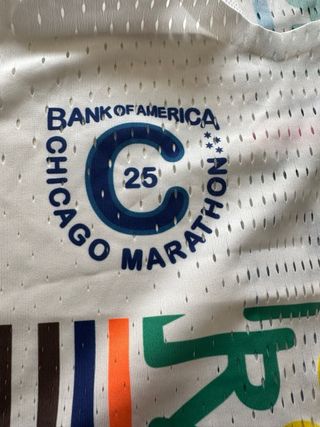 BANK OF AMERICA
C
25
CHICAGO MARATHON